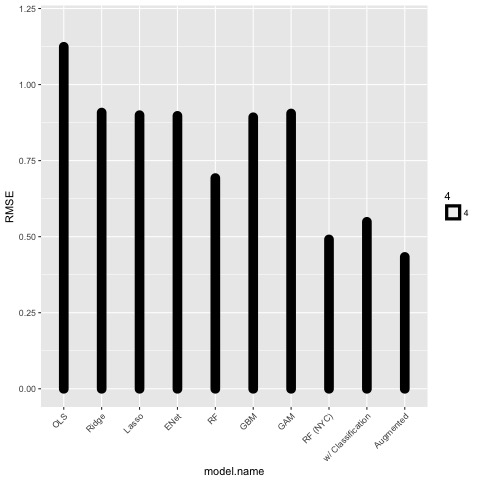 1.25
1.00
0.75
0.50
0.25
0.00
RMSE
OLS
Ridge
Lasso
ENet
RF
GBM
GAM
RF (NYC)
w/ Classification
Augmented
model.name
4
4